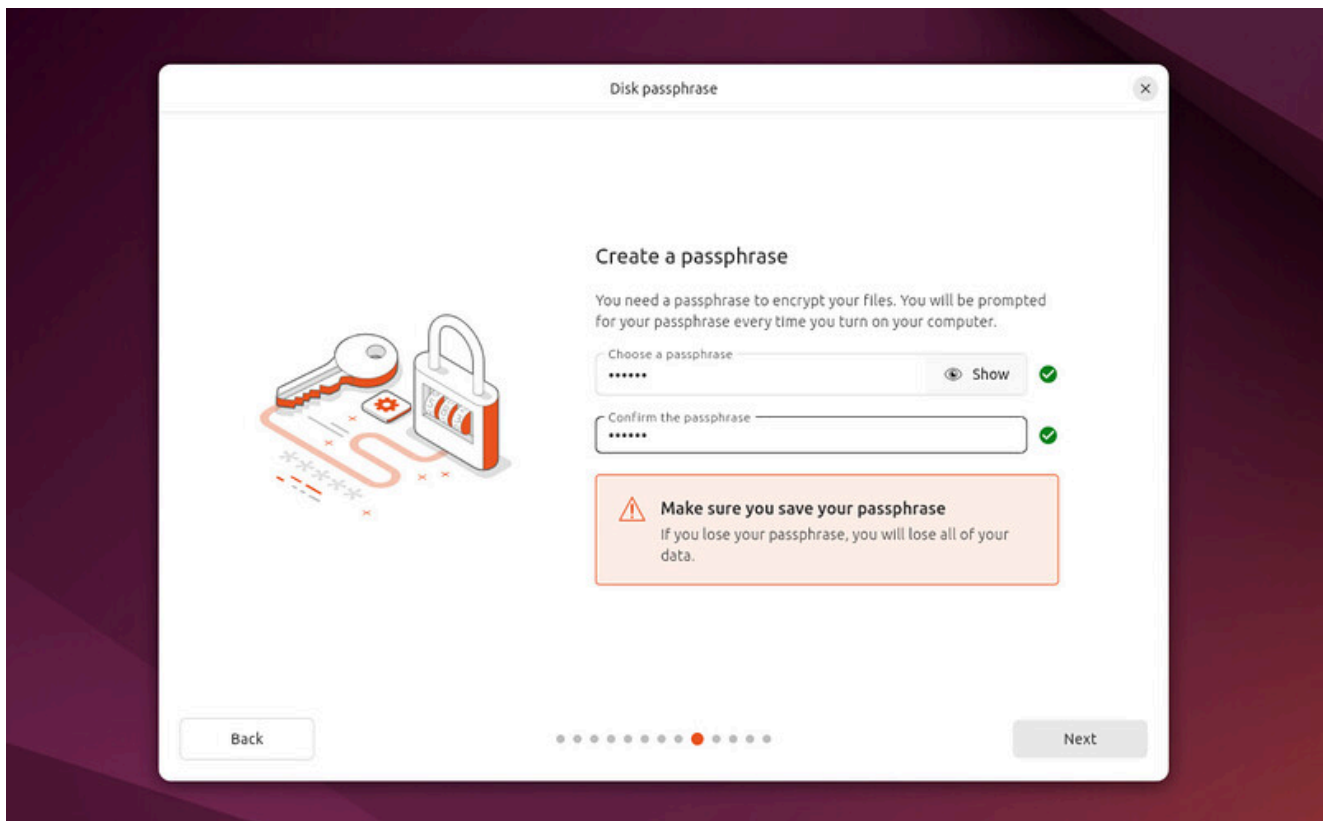 Disk passphrase
Create a passphrase
You need a passphrase to encrypt your files. You will be prompted
for your passphrase every time you turn on your computer.
Choose a passphrase
••••••
Show
Confirm the passphrase
••••••
Make sure you save your passphrase
If you lose your passphrase, you will lose all of your
data.
Back
Next